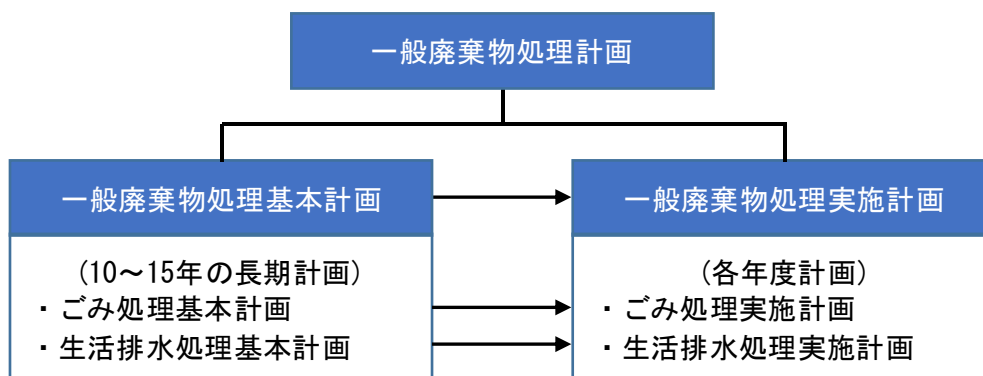 一般廃棄物処理計画
一般廃棄物処理基本計画
(10～15年の長期計画)
・ごみ処理基本計画
・生活排水処理基本計画
一般廃棄物処理実施計画
(各年度計画)
・ごみ処理実施計画
・生活排水処理実施計画